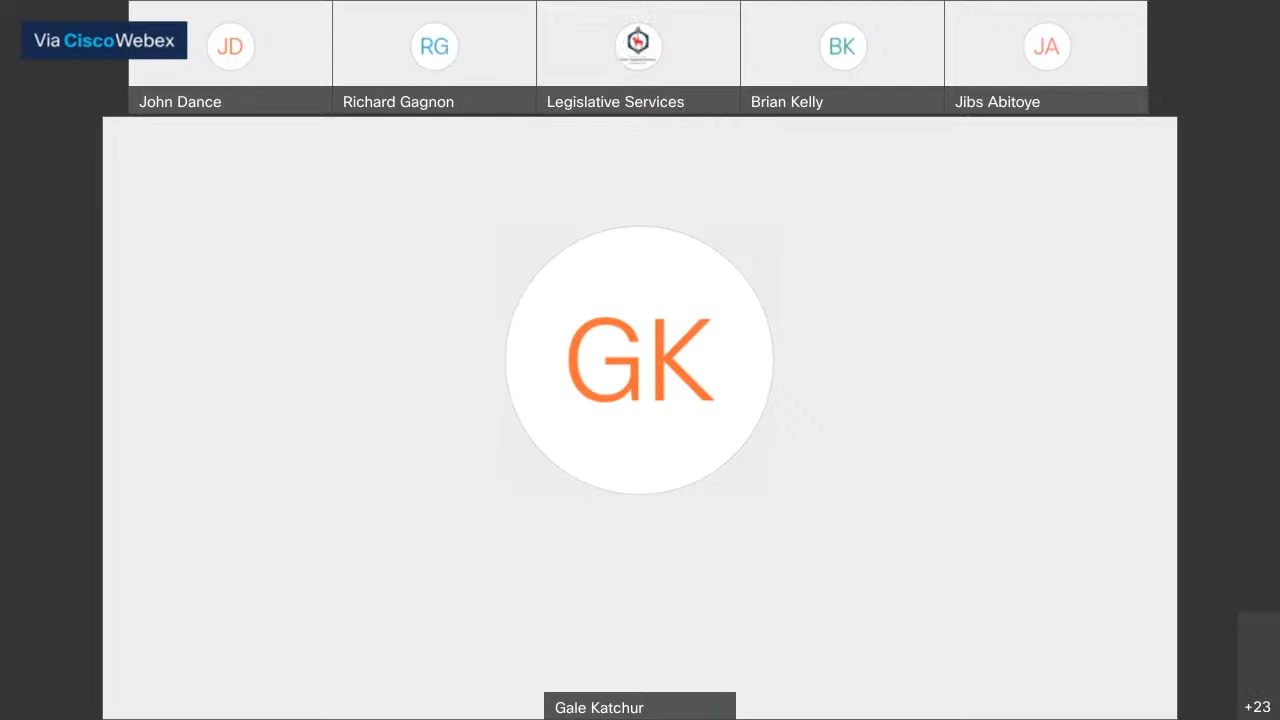 Via CiscoWebex
JD
RG
BK
JA
John Dance
Richard Gagnon
Legislative Services
Brian Kelly
Jibs Abitoye
GK
Gale Katchur
+23